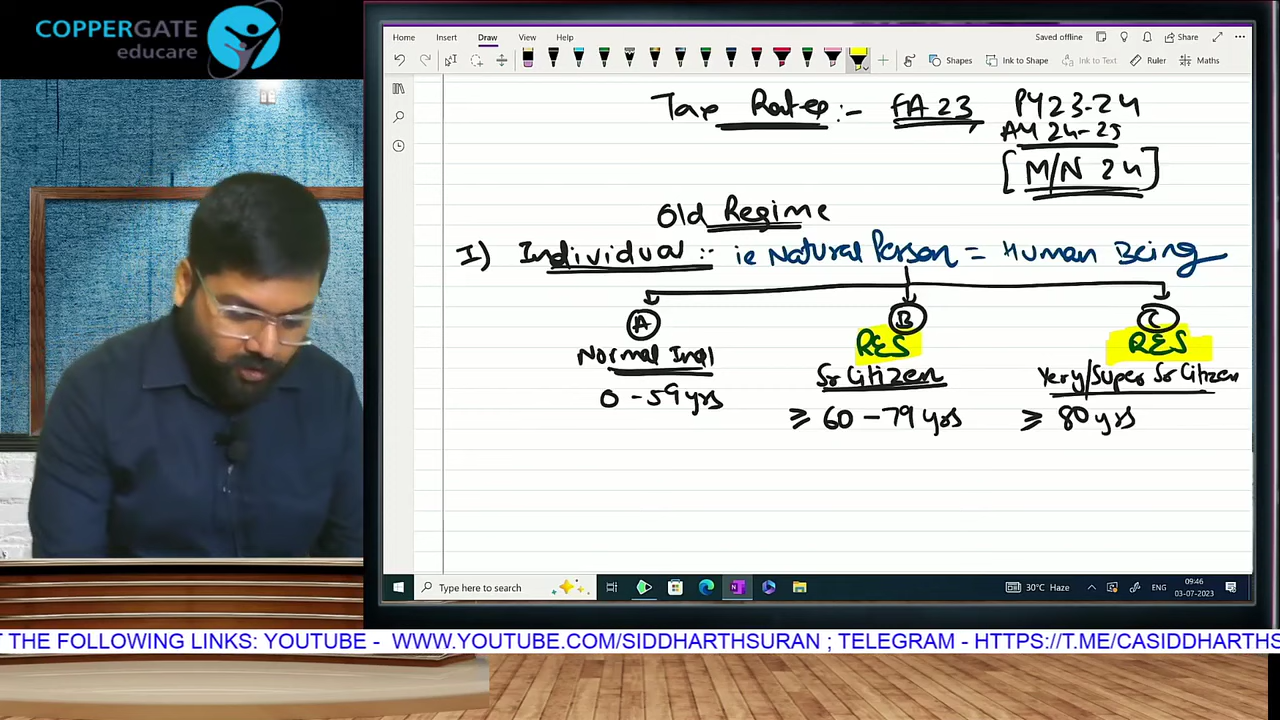 COPPERGATE
educare
Home Insert Draw View Help
Saved offline
Share
Shapes
Ink to Shape
Ink to Text
Ruler
Maths
Tax Rates :- FA 23 PY 23-24
AY 24-25
[M/N 24]
Old Regime
I) Individual :- ie Natural Person = Human Being
A B C
RES RES
Normal Indl Sr Citizen Very/Super Sr Citizen
0 - 59 yrs ≥ 60 - 79 yrs ≥ 80 yrs
Type here to search
30°C Haze
ENG
09:46
03-07-2023
T THE FOLLOWING LINKS: YOUTUBE - WWW.YOUTUBE.COM/SIDDHARTHSURAN ; TELEGRAM - HTTPS://T.ME/CASIDDHARTHS